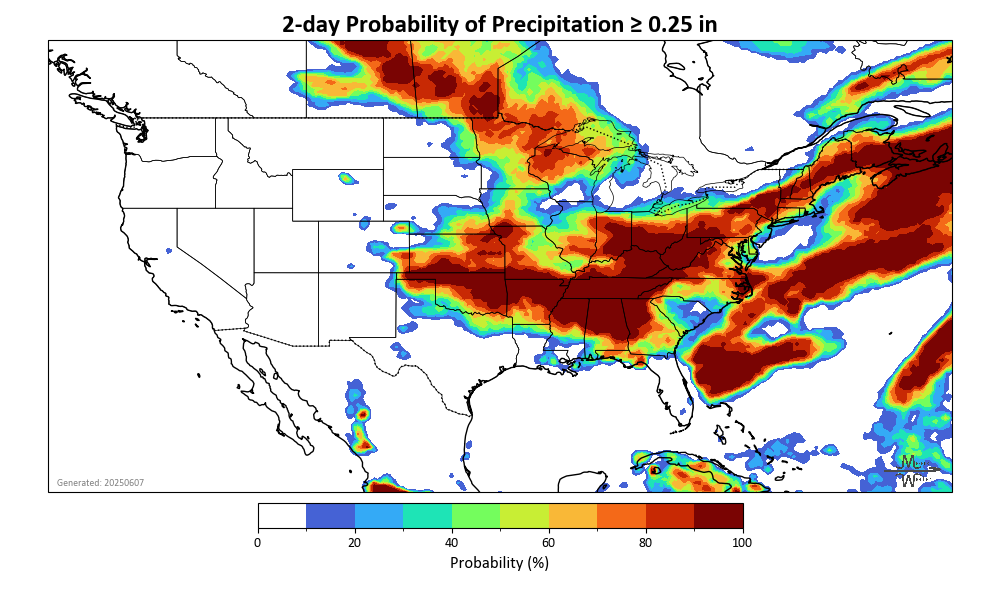 2-day Probability of Precipitation ≥ 0.25 in
Generated: 20250607
0 20 40 60 80 100
Probability (%)